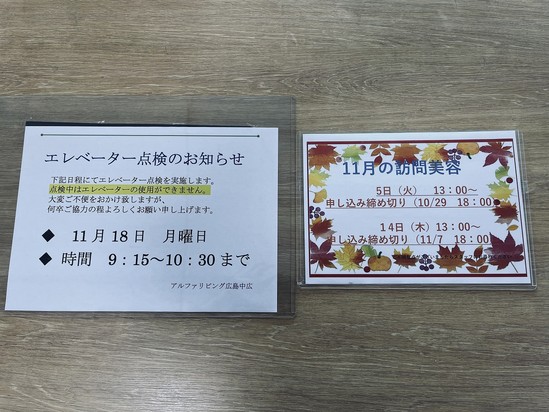 エレベーター点検のお知らせ
下記日程にてエレベーター点検を実施します。
点検中はエレベーターの使用ができません。
大変ご不便をおかけ致しますが、
何卒ご協力の程よろしくお願い申し上げます。
◆ 11月18日 月曜日
◆ 時間 9:15～10:30まで
アルファリビング広島中広
11月の訪問美容
5日（火） 13:00～
申し込み締め切り（10/29 18:00
14日（木）13:00～
申し込み締め切り（11/7 18:00